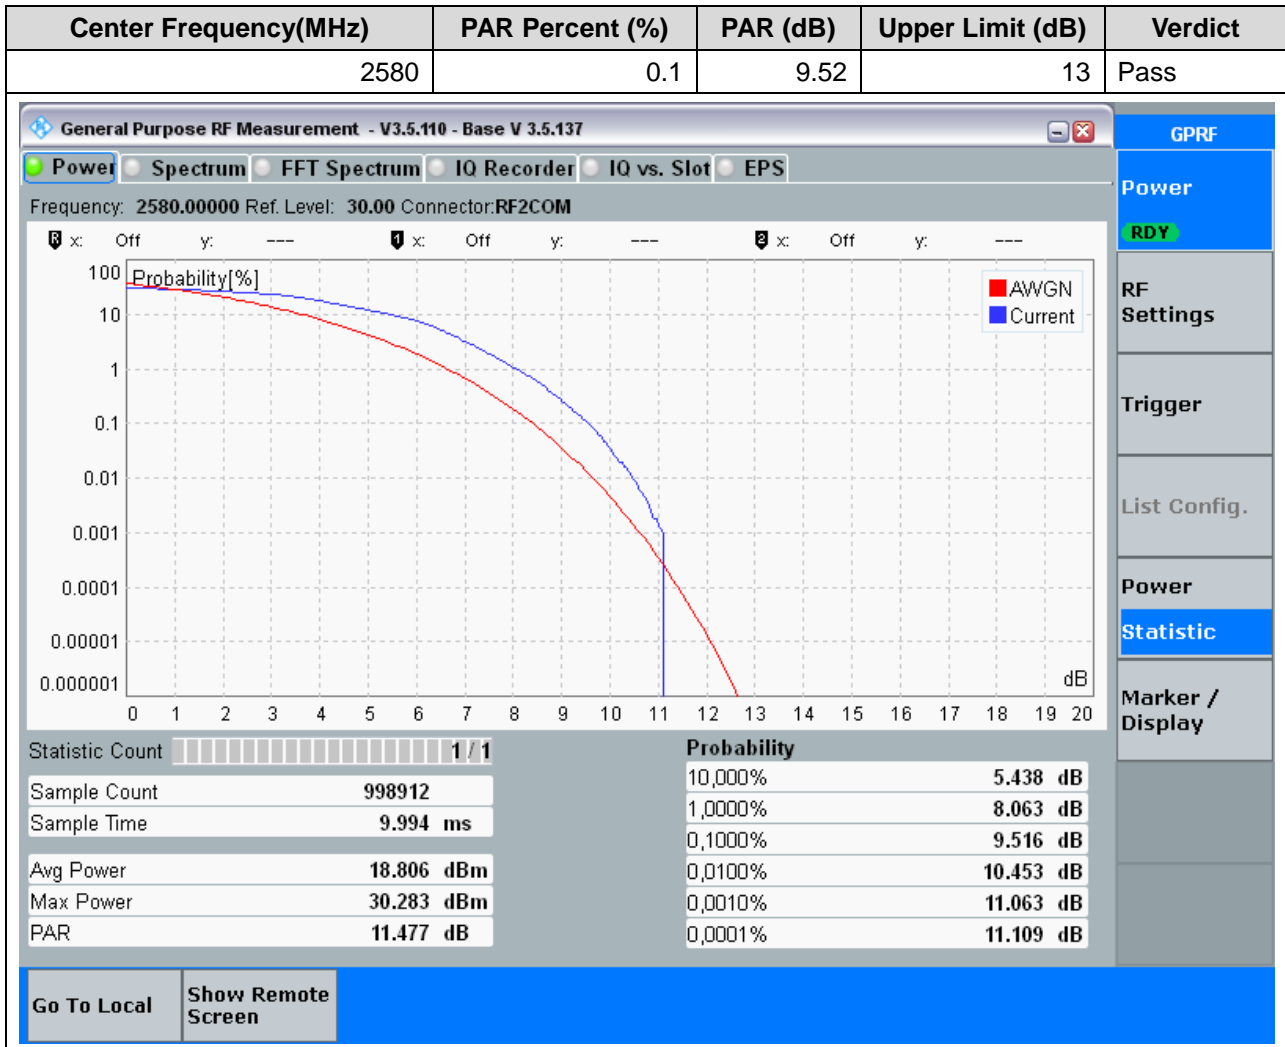 Center Frequency(MHz) PAR Percent (%) PAR (dB) Upper Limit (dB) Verdict
2580 0.1 9.52 13 Pass
General Purpose RF Measurement - V3.5.110 - Base V 3.5.137
GPRF
Power Spectrum FFT Spectrum IQ Recorder IQ vs. Slot EPS
Power
RDY
Frequency: 2580.00000 Ref. Level: 30.00 Connector:RF2COM
R x: Off y: --- 1 x: Off y: --- 2 x: Off y: ---
Probability[%]
100
10
1
0.1
0.01
0.001
0.0001
0.00001
0.000001
AWGN
Current
dB
0 1 2 3 4 5 6 7 8 9 10 11 12 13 14 15 16 17 18 19 20
RF
Settings
Trigger
List Config.
Power
Statistic
Marker /
Display
Statistic Count 1 / 1
Sample Count 998912
Sample Time 9.994 ms
Avg Power 18.806 dBm
Max Power 30.283 dBm
PAR 11.477 dB
Probability
10,000% 5.438 dB
1,0000% 8.063 dB
0,1000% 9.516 dB
0,0100% 10.453 dB
0,0010% 11.063 dB
0,0001% 11.109 dB
Go To Local
Show Remote
Screen